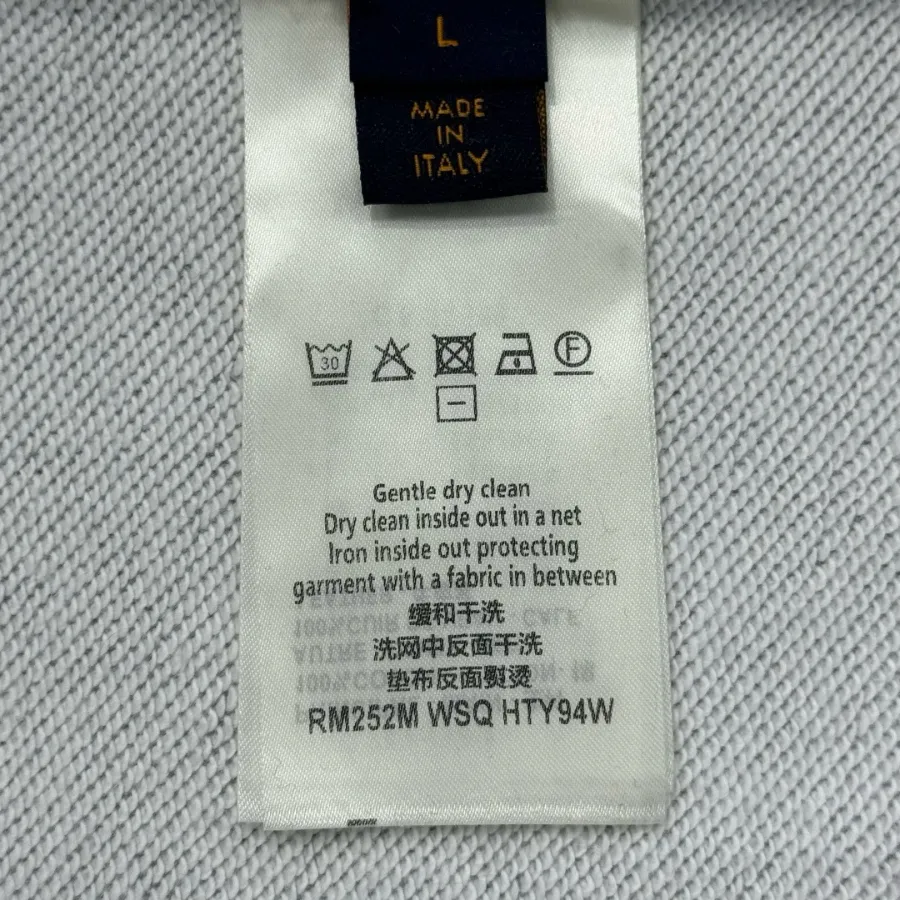 L
MADE
IN
ITALY
30 F
Gentle dry clean
Dry clean inside out in a net
Iron inside out protecting
garment with a fabric in between
缓和干洗
洗网中反面干洗
垫布反面熨烫
RM252M WSQ HTY94W